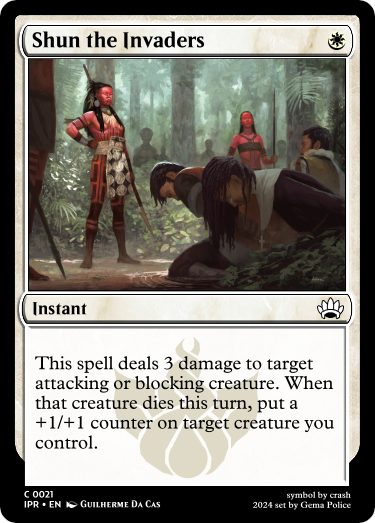 Shun the Invaders
Instant
This spell deals 3 damage to target
attacking or blocking creature. When
that creature dies this turn, put a
+1/+1 counter on target creature you
control.
C 0021
IPR • EN Guilherme Da Cas
symbol by crash
2024 set by Gema Police